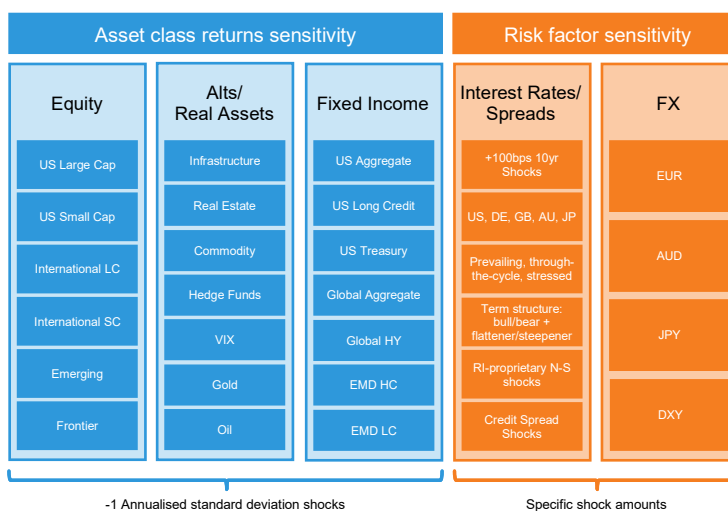 Asset class returns sensitivity
Risk factor sensitivity
Equity
US Large Cap
US Small Cap
International LC
International SC
Emerging
Frontier
Alts/
Real Assets
Infrastructure
Real Estate
Commodity
Hedge Funds
VIX
Gold
Oil
Fixed Income
US Aggregate
US Long Credit
US Treasury
Global Aggregate
Global HY
EMD HC
EMD LC
Interest Rates/
Spreads
+100bps 10yr
Shocks
US, DE, GB, AU, JP
Prevailing, through-
the-cycle, stressed
Term structure:
bull/bear +
flattener/steepener
RI-proprietary N-S
shocks
Credit Spread
Shocks
FX
EUR
AUD
JPY
DXY
-1 Annualised standard deviation shocks
Specific shock amounts